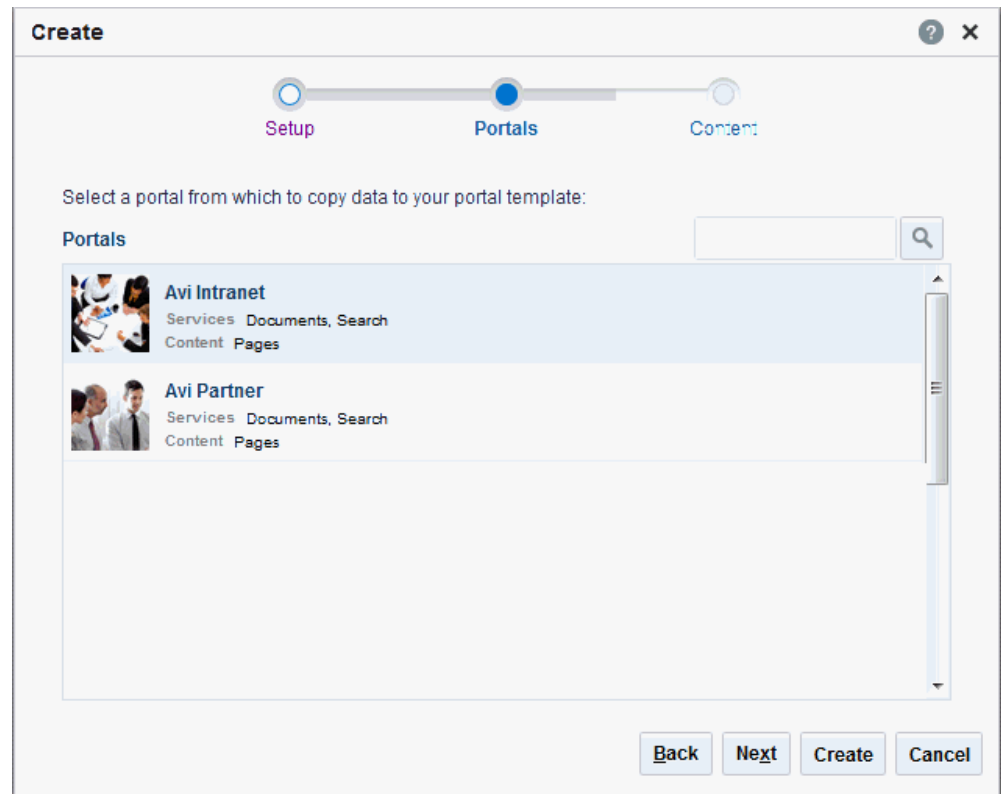 Create
?
Setup Portals Content
Select a portal from which to copy data to your portal template:
Portals
Avi Intranet
Services Documents, Search
Content Pages
Avi Partner
Services Documents, Search
Content Pages
Back Next Create Cancel